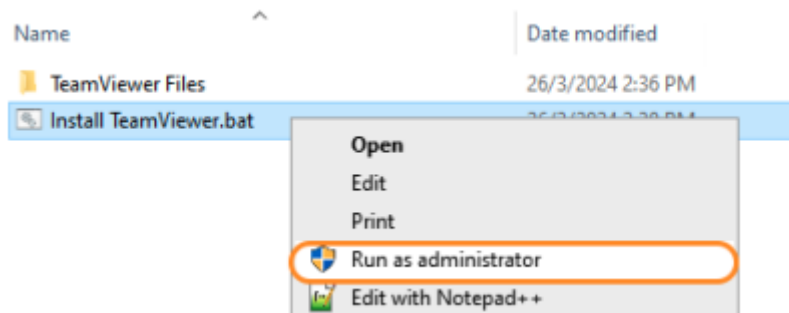 Name Date modified
TeamViewer Files 26/3/2024 2:36 PM
Install TeamViewer.bat
Open
Edit
Print
Run as administrator
Edit with Notepad++